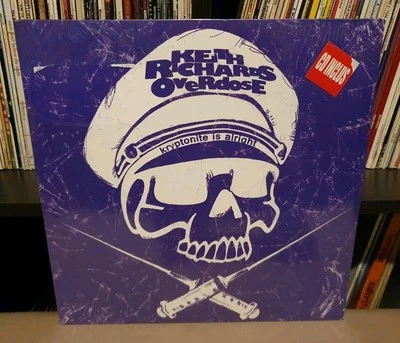 KEITH
RICHARDS
OVERDOSE
CD INCLUS
kryptonite is alright